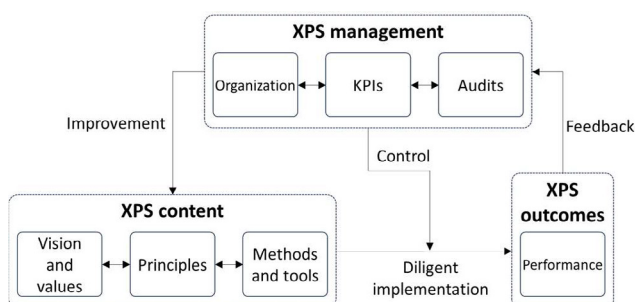 XPS management
Organization
KPIs
Audits
Improvement
Feedback
Control
XPS content
XPS
outcomes
Vision
and
values
Principles
Methods
and tools
Performance
Diligent
implementation